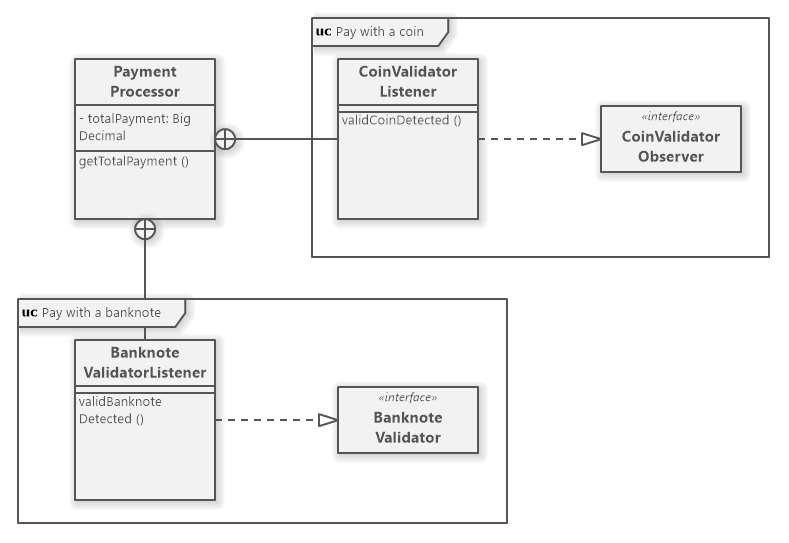 uc Pay with a coin
Payment
Processor
- totalPayment: Big
Decimal
getTotalPayment ()
CoinValidator
Listener
validCoinDetected ()
«interface»
CoinValidator
Observer
uc Pay with a banknote
Banknote
ValidatorListener
validBanknote
Detected ()
«interface»
Banknote
Validator